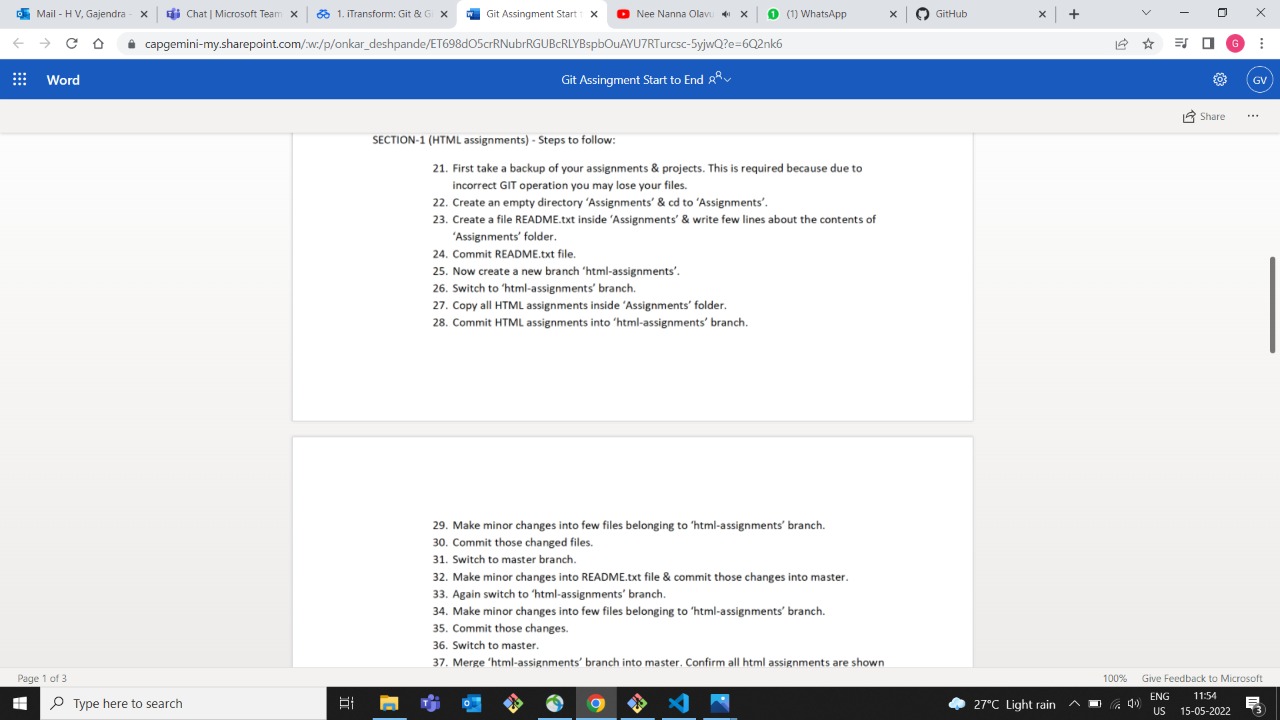 Mail - H V, Gajendra -
Chat | Microsoft Team
1. iTransform: Git & G
Git Assingment Start
Nee Nanna Olavu
(1) WhatsApp
GitHub
capgemini-my.sharepoint.com/:w:/p/onkar_deshpande/ET698dO5crRNubrRGUBcRLYBspbOuAYU7RTurcsc-5yjwQ?e=6Q2nk6
G
Word
Git Assingment Start to End
GV
Share
SECTION-1 (HTML assignments) - Steps to follow:
21. First take a backup of your assignments & projects. This is required because due to
incorrect GIT operation you may lose your files.
22. Create an empty directory ‘Assignments’ & cd to ‘Assignments’.
23. Create a file README.txt inside ‘Assignments’ & write few lines about the contents of
‘Assignments’ folder.
24. Commit README.txt file.
25. Now create a new branch ‘html-assignments’.
26. Switch to ‘html-assignments’ branch.
27. Copy all HTML assignments inside ‘Assignments’ folder.
28. Commit HTML assignments into ‘html-assignments’ branch.
29. Make minor changes into few files belonging to ‘html-assignments’ branch.
30. Commit those changed files.
31. Switch to master branch.
32. Make minor changes into README.txt file & commit those changes into master.
33. Again switch to ‘html-assignments’ branch.
34. Make minor changes into few files belonging to ‘html-assignments’ branch.
35. Commit those changes.
36. Switch to master.
37. Merge ‘html-assignments’ branch into master. Confirm all html assignments are shown
Page 1 of 3
100%
Give Feedback to Microsoft
Type here to search
27°C Light rain
ENG
US
11:54
15-05-2022
3